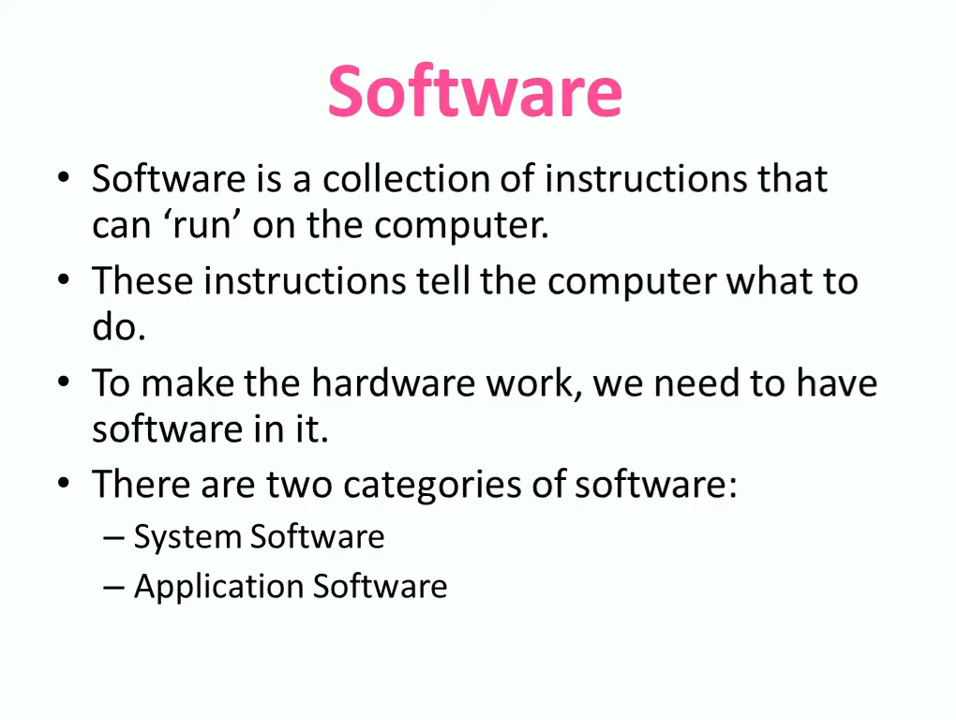 Software
• Software is a collection of instructions that
can ‘run’ on the computer.
• These instructions tell the computer what to
do.
• To make the hardware work, we need to have
software in it.
• There are two categories of software:
– System Software
– Application Software